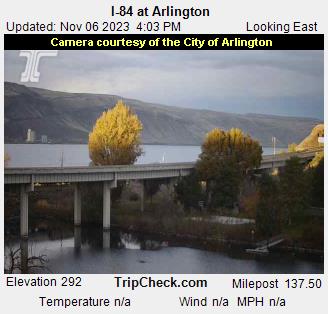 I-84 at Arlington
Updated: Nov 06 2023 4:03 PM Looking East
Camera courtesy of the City of Arlington
Elevation 292 TripCheck.com Milepost 137.50
Temperature n/a Wind n/a MPH n/a